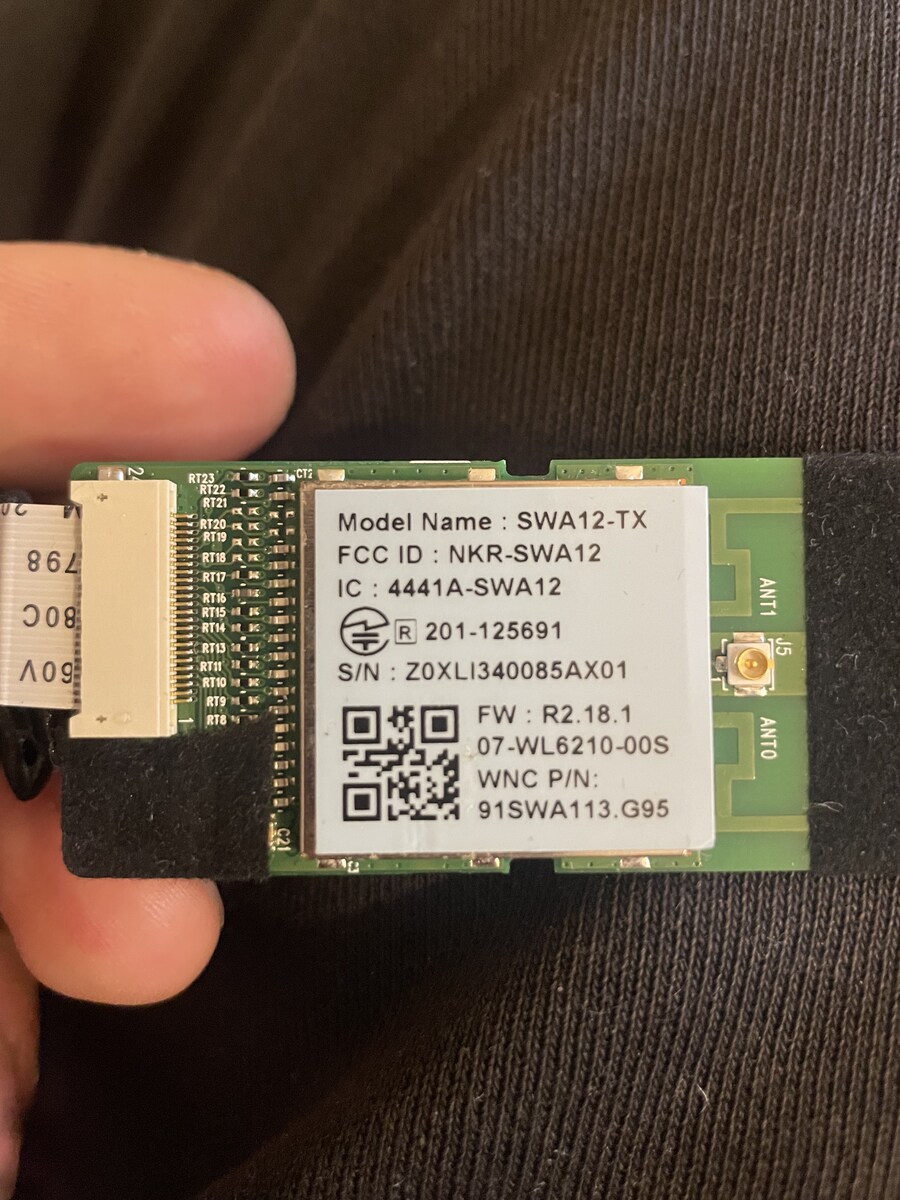 Model Name : SWA12-TX
FCC ID : NKR-SWA12
IC : 4441A-SWA12
R 201-125691
S/N : Z0XLI340085AX01
FW : R2.18.1
07-WL6210-00S
WNC P/N:
91SWA113.G95
RT23
RT22
RT21
RT20
RT19
RT18
RT17
RT16
RT15
RT14
RT13
RT11
RT10
RT9
RT8
1
C21
ANT1
J5
ANT0
798
80C
60V